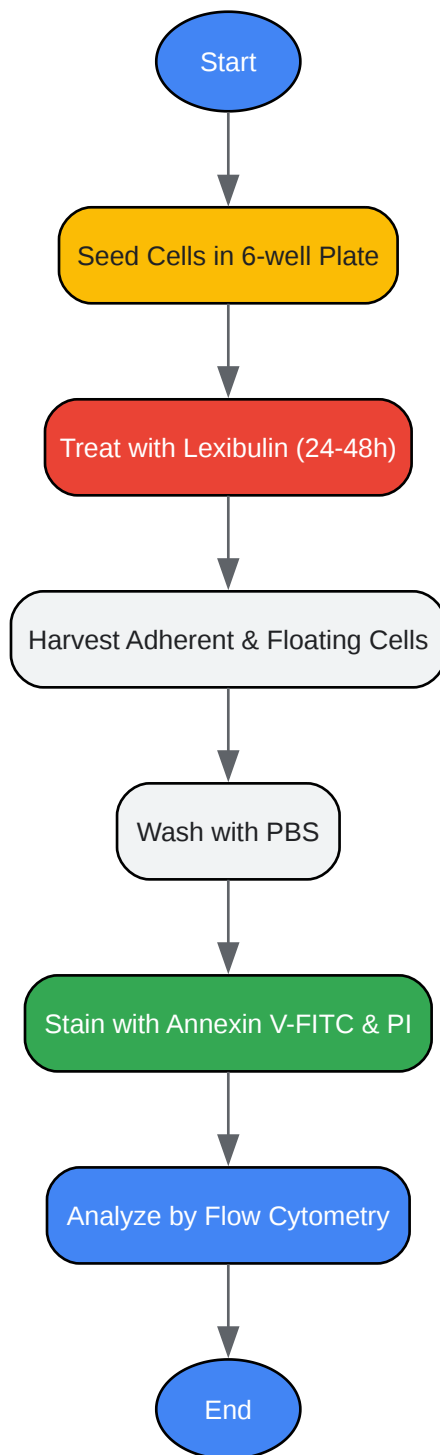 Start
Seed Cells in 6-well Plate
Treat with Lexibulin (24-48h)
Harvest Adherent & Floating Cells
Wash with PBS
Stain with Annexin V-FITC & PI
Analyze by Flow Cytometry
End